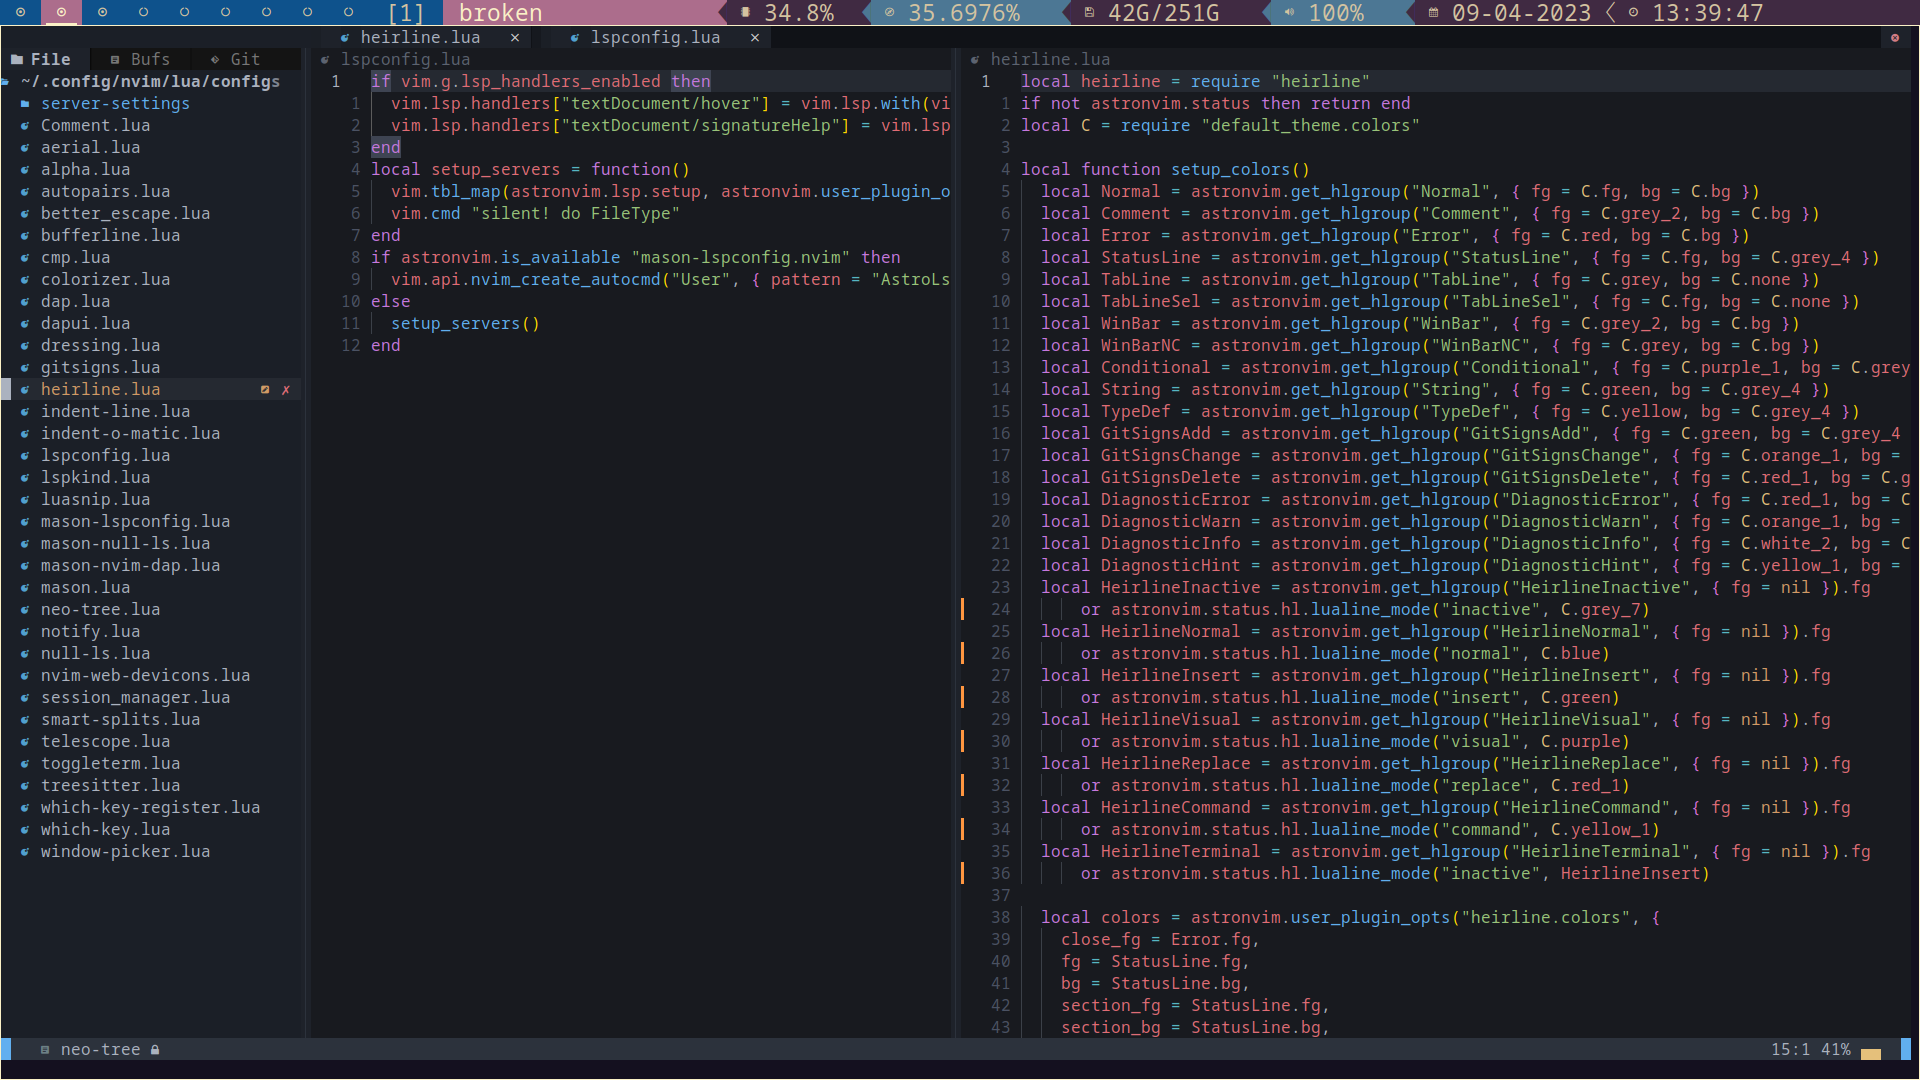 [1] broken 34.8% 35.6976% 42G/251G 100% 09-04-2023 13:39:47
heirline.lua × lspconfig.lua ×
File Bufs Git
~/.config/nvim/lua/configs
server-settings
Comment.lua
aerial.lua
alpha.lua
autopairs.lua
better_escape.lua
bufferline.lua
cmp.lua
colorizer.lua
dap.lua
dapui.lua
dressing.lua
gitsigns.lua
heirline.lua ✗
indent-line.lua
indent-o-matic.lua
lspconfig.lua
lspkind.lua
luasnip.lua
mason-lspconfig.lua
mason-null-ls.lua
mason-nvim-dap.lua
mason.lua
neo-tree.lua
notify.lua
null-ls.lua
nvim-web-devicons.lua
session_manager.lua
smart-splits.lua
telescope.lua
toggleterm.lua
treesitter.lua
which-key-register.lua
which-key.lua
window-picker.lua
lspconfig.lua
1 if vim.g.lsp_handlers_enabled then
1 vim.lsp.handlers["textDocument/hover"] = vim.lsp.with(vi
2 vim.lsp.handlers["textDocument/signatureHelp"] = vim.lsp
3 end
4 local setup_servers = function()
5 vim.tbl_map(astronvim.lsp.setup, astronvim.user_plugin_o
6 vim.cmd "silent! do FileType"
7 end
8 if astronvim.is_available "mason-lspconfig.nvim" then
9 vim.api.nvim_create_autocmd("User", { pattern = "AstroLs
10 else
11 setup_servers()
12 end
heirline.lua
1 local heirline = require "heirline"
1 if not astronvim.status then return end
2 local C = require "default_theme.colors"
3
4 local function setup_colors()
5 local Normal = astronvim.get_hlgroup("Normal", { fg = C.fg, bg = C.bg })
6 local Comment = astronvim.get_hlgroup("Comment", { fg = C.grey_2, bg = C.bg })
7 local Error = astronvim.get_hlgroup("Error", { fg = C.red, bg = C.bg })
8 local StatusLine = astronvim.get_hlgroup("StatusLine", { fg = C.fg, bg = C.grey_4 })
9 local TabLine = astronvim.get_hlgroup("TabLine", { fg = C.grey, bg = C.none })
10 local TabLineSel = astronvim.get_hlgroup("TabLineSel", { fg = C.fg, bg = C.none })
11 local WinBar = astronvim.get_hlgroup("WinBar", { fg = C.grey_2, bg = C.bg })
12 local WinBarNC = astronvim.get_hlgroup("WinBarNC", { fg = C.grey, bg = C.bg })
13 local Conditional = astronvim.get_hlgroup("Conditional", { fg = C.purple_1, bg = C.grey
14 local String = astronvim.get_hlgroup("String", { fg = C.green, bg = C.grey_4 })
15 local TypeDef = astronvim.get_hlgroup("TypeDef", { fg = C.yellow, bg = C.grey_4 })
16 local GitSignsAdd = astronvim.get_hlgroup("GitSignsAdd", { fg = C.green, bg = C.grey_4
17 local GitSignsChange = astronvim.get_hlgroup("GitSignsChange", { fg = C.orange_1, bg =
18 local GitSignsDelete = astronvim.get_hlgroup("GitSignsDelete", { fg = C.red_1, bg = C.g
19 local DiagnosticError = astronvim.get_hlgroup("DiagnosticError", { fg = C.red_1, bg = C
20 local DiagnosticWarn = astronvim.get_hlgroup("DiagnosticWarn", { fg = C.orange_1, bg =
21 local DiagnosticInfo = astronvim.get_hlgroup("DiagnosticInfo", { fg = C.white_2, bg = C
22 local DiagnosticHint = astronvim.get_hlgroup("DiagnosticHint", { fg = C.yellow_1, bg =
23 local HeirlineInactive = astronvim.get_hlgroup("HeirlineInactive", { fg = nil }).fg
24 or astronvim.status.hl.lualine_mode("inactive", C.grey_7)
25 local HeirlineNormal = astronvim.get_hlgroup("HeirlineNormal", { fg = nil }).fg
26 or astronvim.status.hl.lualine_mode("normal", C.blue)
27 local HeirlineInsert = astronvim.get_hlgroup("HeirlineInsert", { fg = nil }).fg
28 or astronvim.status.hl.lualine_mode("insert", C.green)
29 local HeirlineVisual = astronvim.get_hlgroup("HeirlineVisual", { fg = nil }).fg
30 or astronvim.status.hl.lualine_mode("visual", C.purple)
31 local HeirlineReplace = astronvim.get_hlgroup("HeirlineReplace", { fg = nil }).fg
32 or astronvim.status.hl.lualine_mode("replace", C.red_1)
33 local HeirlineCommand = astronvim.get_hlgroup("HeirlineCommand", { fg = nil }).fg
34 or astronvim.status.hl.lualine_mode("command", C.yellow_1)
35 local HeirlineTerminal = astronvim.get_hlgroup("HeirlineTerminal", { fg = nil }).fg
36 or astronvim.status.hl.lualine_mode("inactive", HeirlineInsert)
37
38 local colors = astronvim.user_plugin_opts("heirline.colors", {
39 close_fg = Error.fg,
40 fg = StatusLine.fg,
41 bg = StatusLine.bg,
42 section_fg = StatusLine.fg,
43 section_bg = StatusLine.bg,
neo-tree 15:1 41%